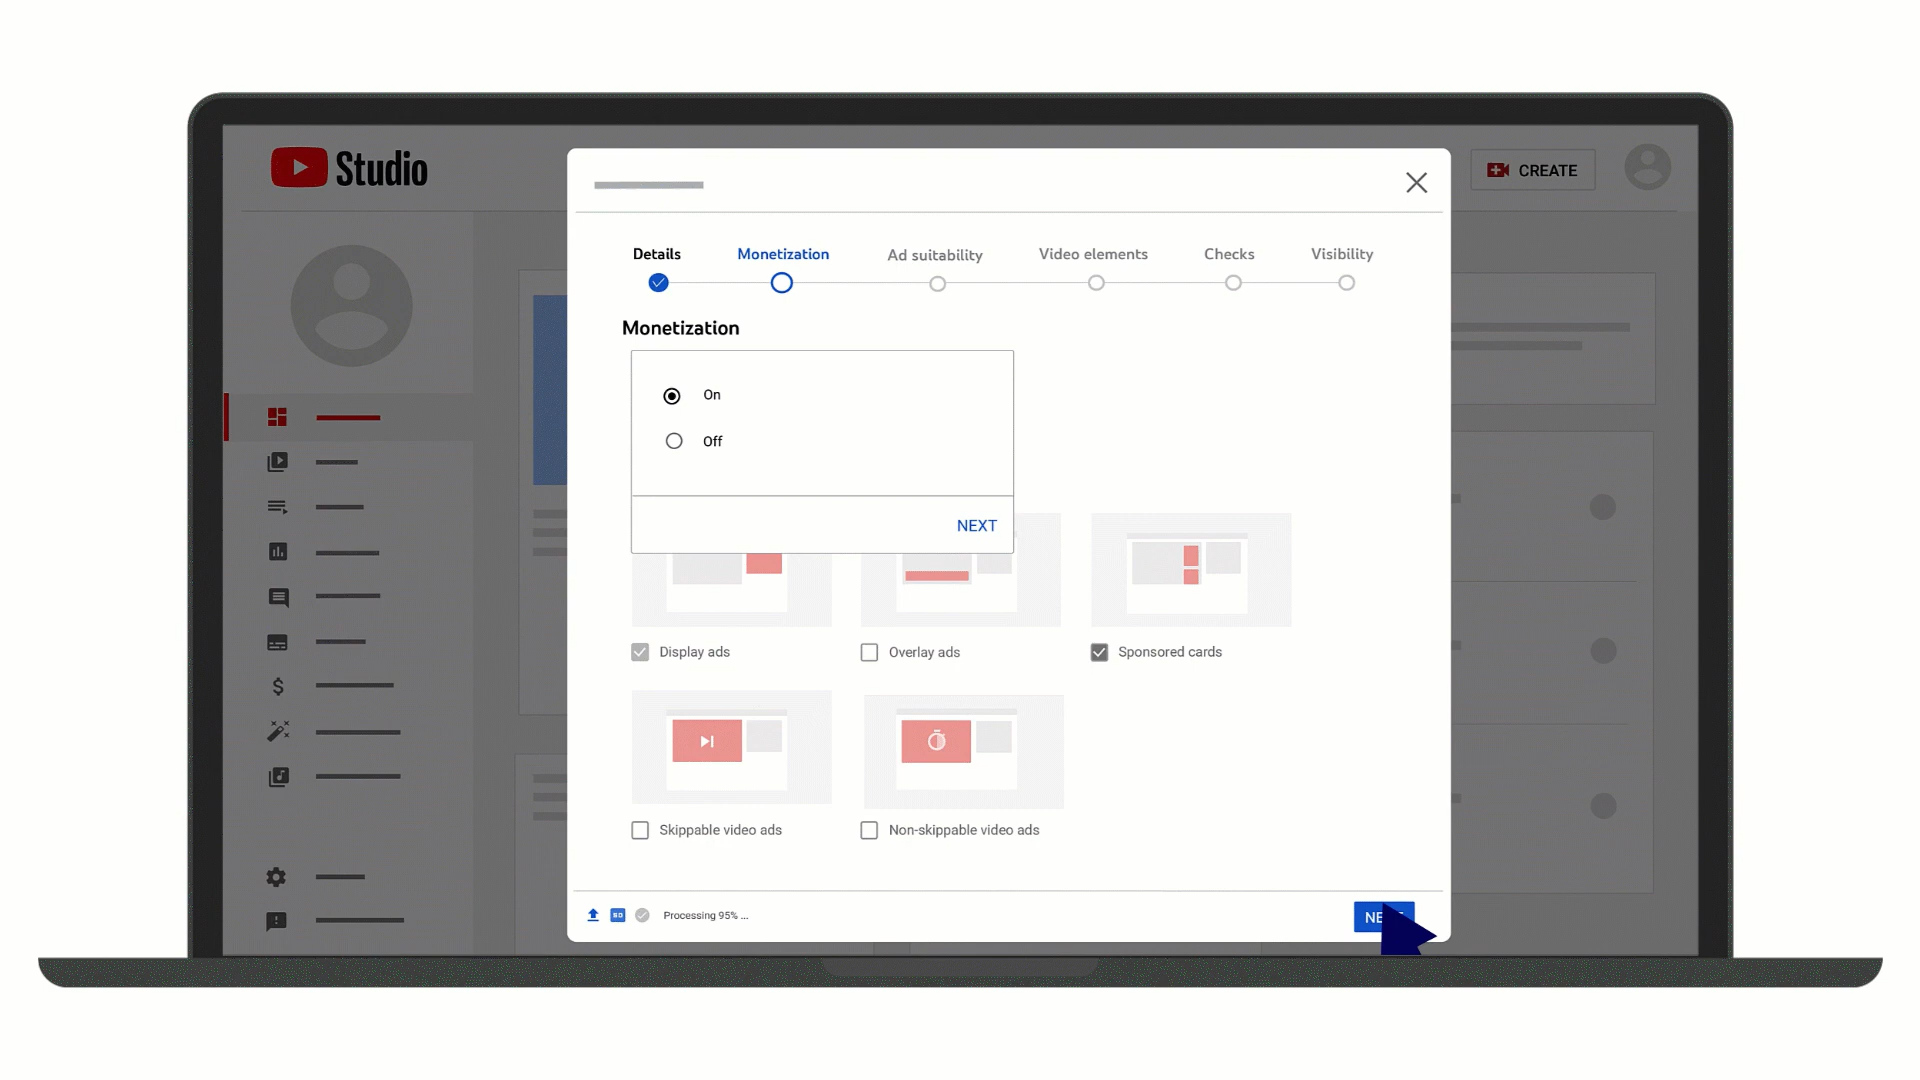 Studio
CREATE
Details
Monetization
Ad suitability
Video elements
Checks
Visibility
Monetization
On
Off
NEXT
Display ads
Overlay ads
Sponsored cards
Skippable video ads
Non-skippable video ads
Processing 95% ...